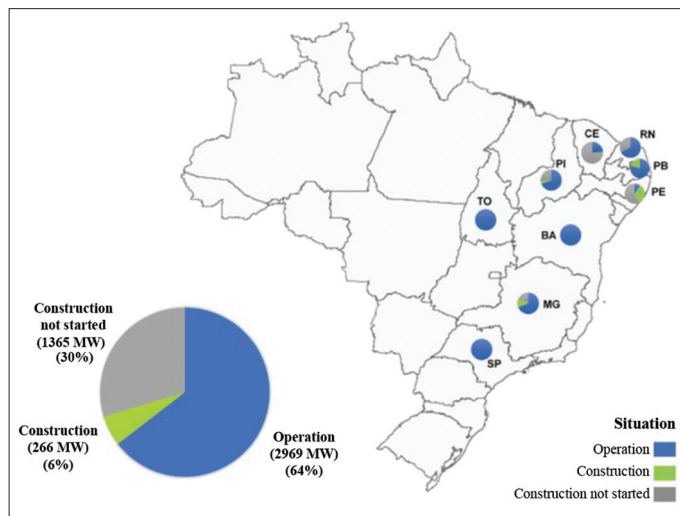 CE
RN
PI
PB
PE
TO
BA
MG
SP
Construction
not started
(1365 MW)
(30%)
Construction
(266 MW)
(6%)
Operation
(2969 MW)
(64%)
Situation
Operation
Construction
Construction not started